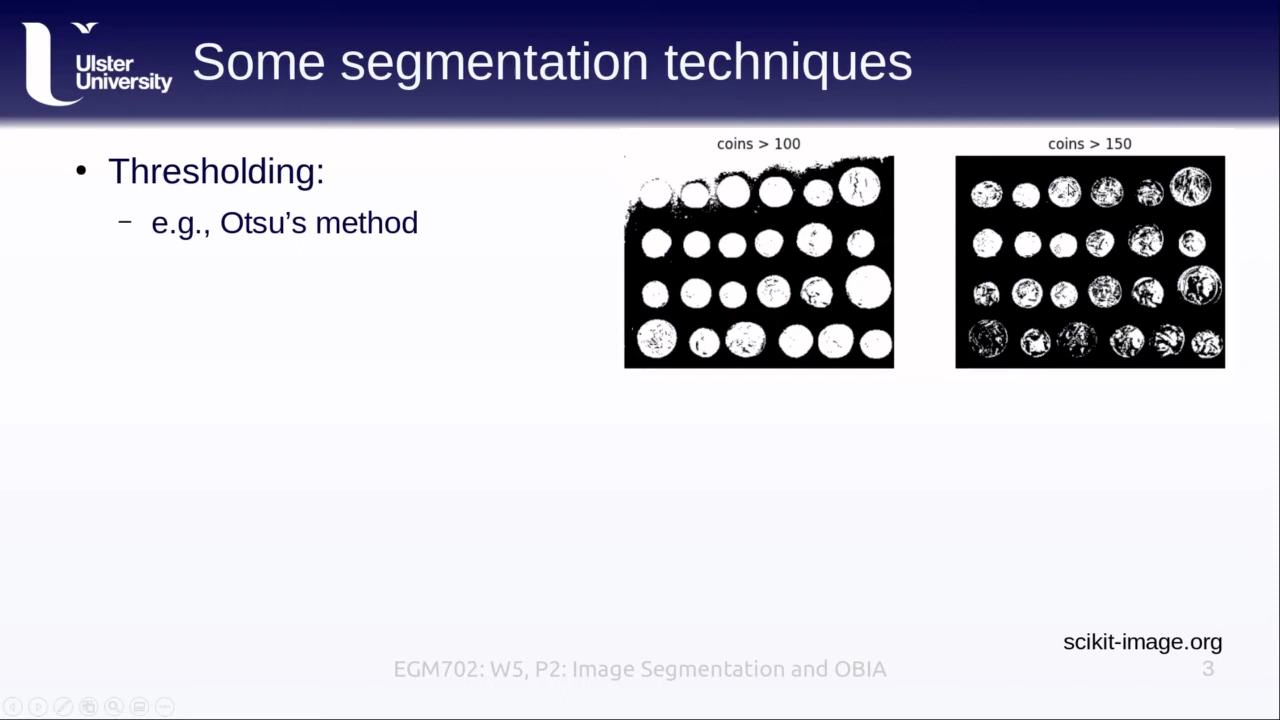 Ulster
University
Some segmentation techniques
• Thresholding:
– e.g., Otsu’s method
coins > 100
coins > 150
scikit-image.org
EGM702: W5, P2: Image Segmentation and OBIA
3